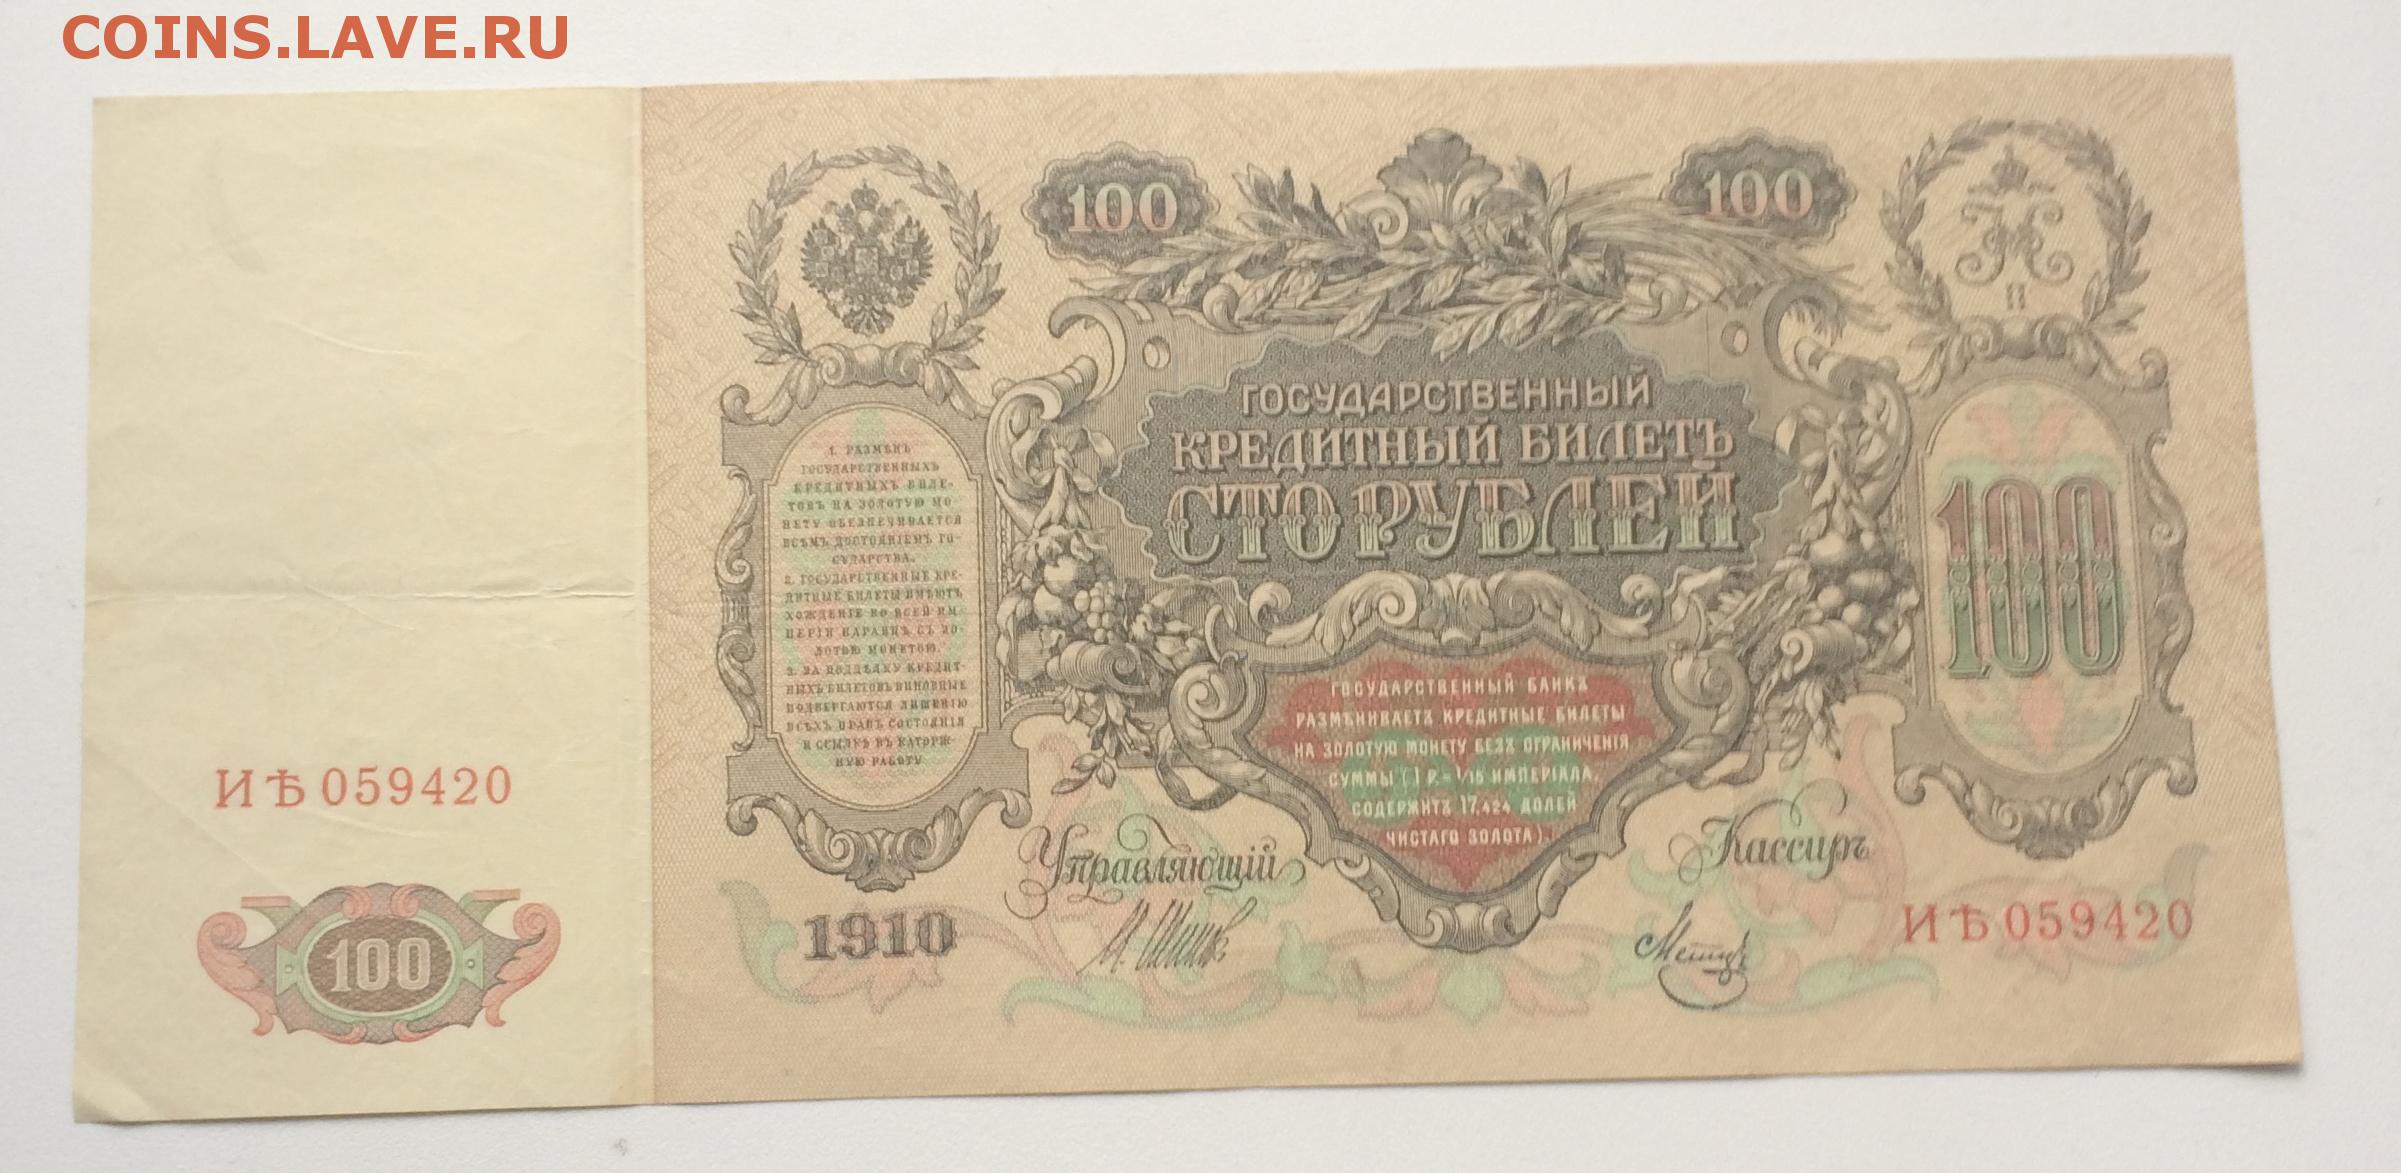 COINS.LAVE.RU
100
100
II
ГОСУДАРСТВЕННЫЙ
КРЕДИТНЫЙ БИЛЕТЪ
СТО РУБЛЕЙ
1. РАЗМѢНЪ
ГОСУДАРСТВЕННЫХЪ
КРЕДИТНЫХЪ БИЛЕ-
ТОВЪ НА ЗОЛОТУЮ МО
НЕТУ ОБЕЗПЕЧИВАЕТСЯ
ВСѢМЪ ДОСТОЯНІЕМЪ ГО-
СУДАРСТВА.
2. ГОСУДАРСТВЕННЫЕ КРЕ-
ДИТНЫЕ БИЛЕТЫ ИМѢЮТЪ
ХОЖДЕНІЕ ВО ВСЕЙ ИМ-
ПЕРІИ НАРАВНѢ СЪ ЗО-
ЛОТОЮ МОНЕТОЮ.
3. ЗА ПОДДѢЛКУ КРЕДИТ-
НЫХЪ БИЛЕТОВЪ ВИНОВНЫЕ
ПОДВЕРГАЮТСЯ ЛИШЕНІЮ
ВСѢХЪ ПРАВЪ СОСТОЯНІЯ
И ССЫЛКѢ ВЪ КАТОРЖ-
НУЮ РАБОТУ
100
ГОСУДАРСТВЕННЫЙ БАНКЪ
РАЗМѢНИВАЕТЪ КРЕДИТНЫЕ БИЛЕТЫ
НА ЗОЛОТУЮ МОНЕТУ БЕЗЪ ОГРАНИЧЕНІЯ
СУММЫ (1 Р.= 1/15 ИМПЕРІАЛА,
СОДЕРЖИТЪ 17,424 ДОЛЕЙ
ЧИСТАГО ЗОЛОТА).
ИѢ 059420
Управляющій
Кассиръ
1910
ИѢ 059420
100